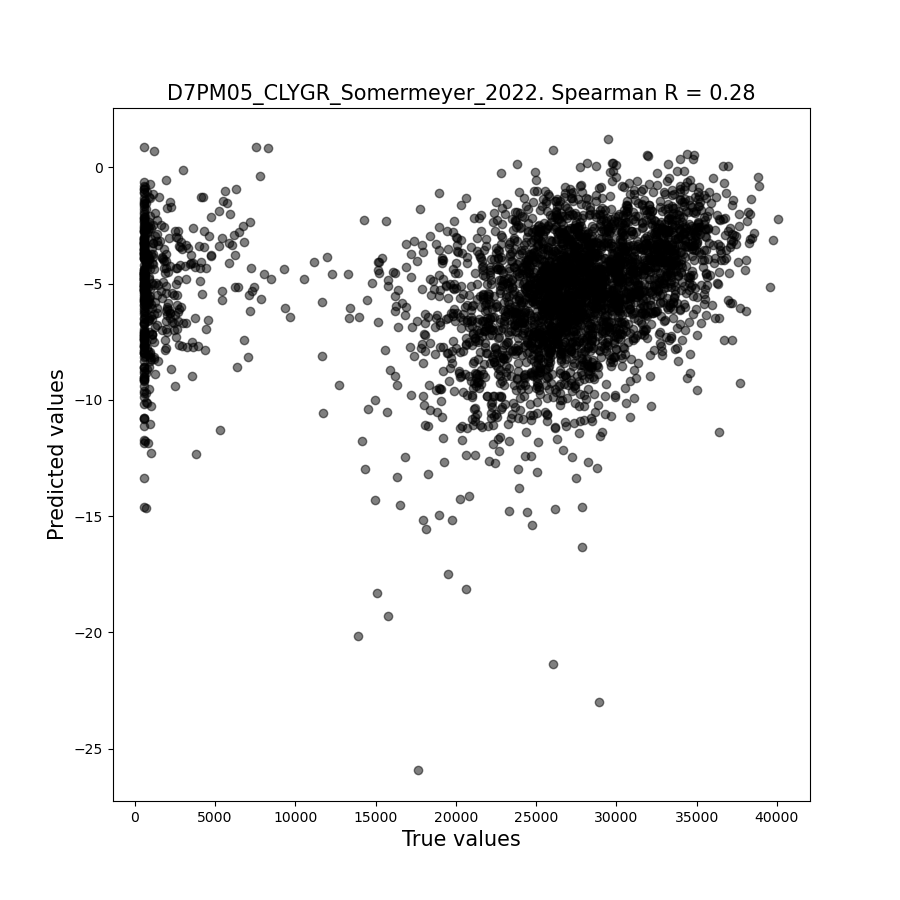 D7PM05_CLYGR_Somermeyer_2022. Spearman R = 0.28
0
−5
−10
−15
−20
−25
Predicted values
0 5000 10000 15000 20000 25000 30000 35000 40000
True values